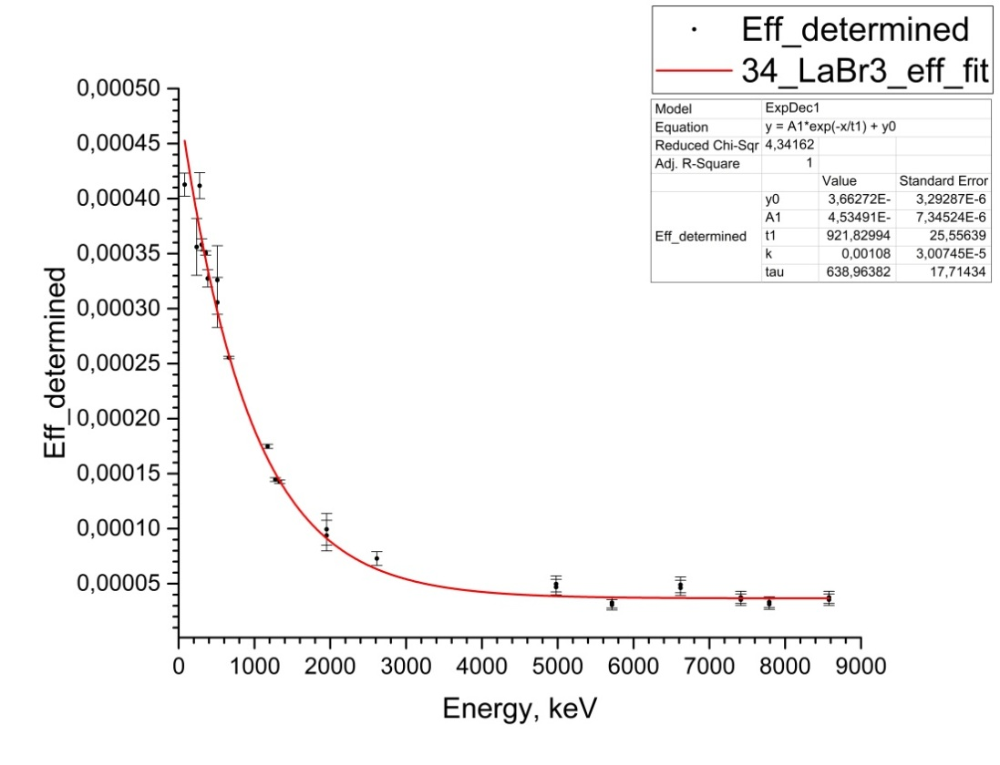 Eff_determined
34_LaBr3_eff_fit
Model ExpDec1
Equation y = A1*exp(-x/t1) + y0
Reduced Chi-Sqr 4,34162
Adj. R-Square 1
Value Standard Error
Eff_determined
y0 3,66272E- 3,29287E-6
A1 4,53491E- 7,34524E-6
t1 921,82994 25,55639
k 0,00108 3,00745E-5
tau 638,96382 17,71434
0,00050
0,00045
0,00040
0,00035
0,00030
0,00025
0,00020
0,00015
0,00010
0,00005
Eff_determined
0 1000 2000 3000 4000 5000 6000 7000 8000 9000
Energy, keV